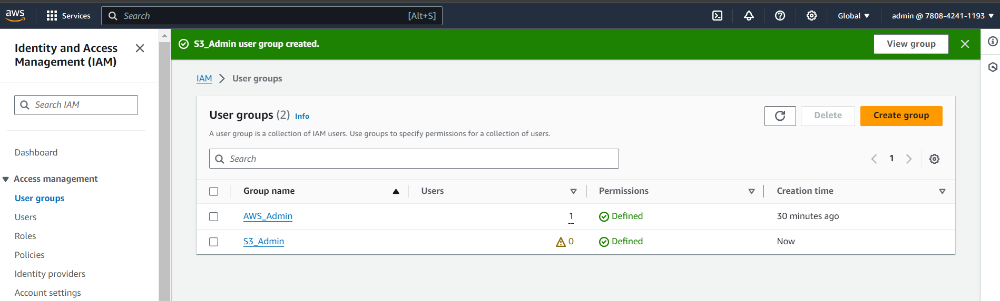 aws
Services
Search
[Alt+S]
Global
admin @ 7808-4241-1193
Identity and Access
Management (IAM)
Search IAM
Dashboard
Access management
User groups
Users
Roles
Policies
Identity providers
Account settings
S3_Admin user group created.
View group
IAM
User groups
User groups (2) Info
Delete
Create group
A user group is a collection of IAM users. Use groups to specify permissions for a collection of users.
Search
1
Group name Users Permissions Creation time
AWS_Admin 1 Defined 30 minutes ago
S3_Admin 0 Defined Now